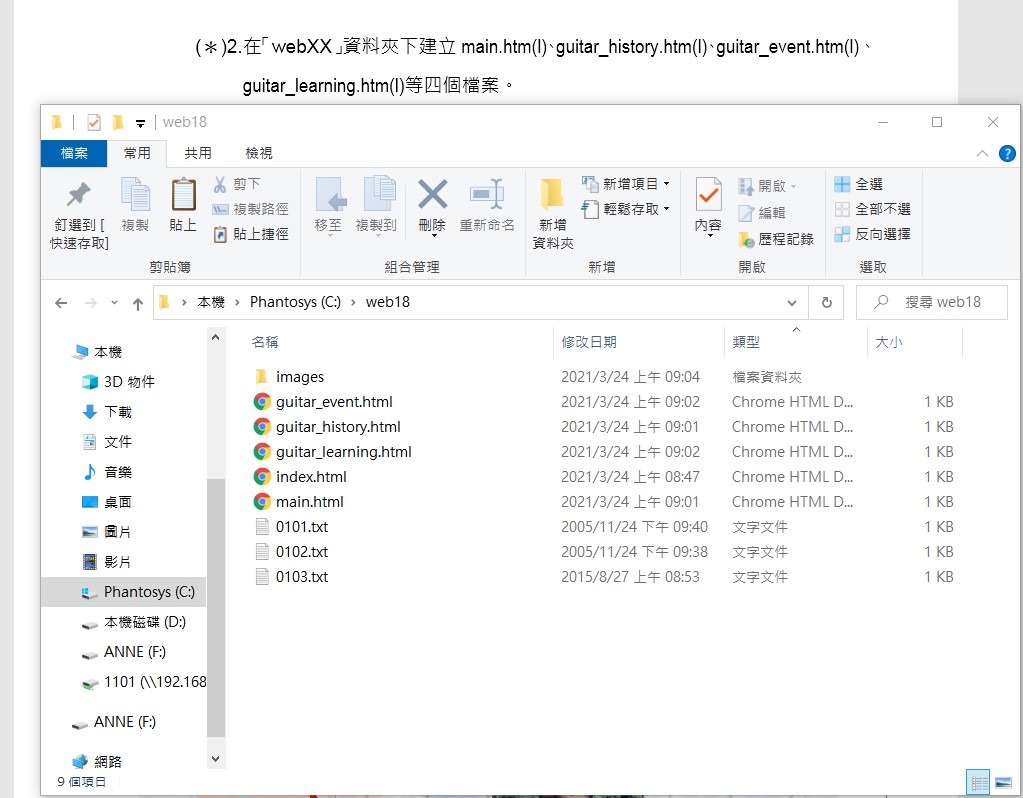 (＊)2.在「webXX」資料夾下建立 main.htm(l)、guitar_history.htm(l)、guitar_event.htm(l)、
guitar_learning.htm(l)等四個檔案。
web18
檔案 常用 共用 檢視
釘選到 [快速存取]
複製
貼上
剪下
複製路徑
貼上捷徑
剪貼簿
移至
複製到
刪除
重新命名
組合管理
新增資料夾
新增項目
輕鬆存取
新增
內容
開啟
編輯
歷程記錄
開啟
全選
全部不選
反向選擇
選取
本機 › Phantosys (C:) › web18
搜尋 web18
本機
3D 物件
下載
文件
音樂
桌面
圖片
影片
Phantosys (C:)
本機磁碟 (D:)
ANNE (F:)
1101 (\\192.168
ANNE (F:)
網路
名稱 修改日期 類型 大小
images 2021/3/24 上午 09:04 檔案資料夾
guitar_event.html 2021/3/24 上午 09:02 Chrome HTML D... 1 KB
guitar_history.html 2021/3/24 上午 09:01 Chrome HTML D... 1 KB
guitar_learning.html 2021/3/24 上午 09:02 Chrome HTML D... 1 KB
index.html 2021/3/24 上午 08:47 Chrome HTML D... 1 KB
main.html 2021/3/24 上午 09:01 Chrome HTML D... 1 KB
0101.txt 2005/11/24 下午 09:40 文字文件 1 KB
0102.txt 2005/11/24 下午 09:38 文字文件 1 KB
0103.txt 2015/8/27 上午 08:53 文字文件 1 KB
9 個項目